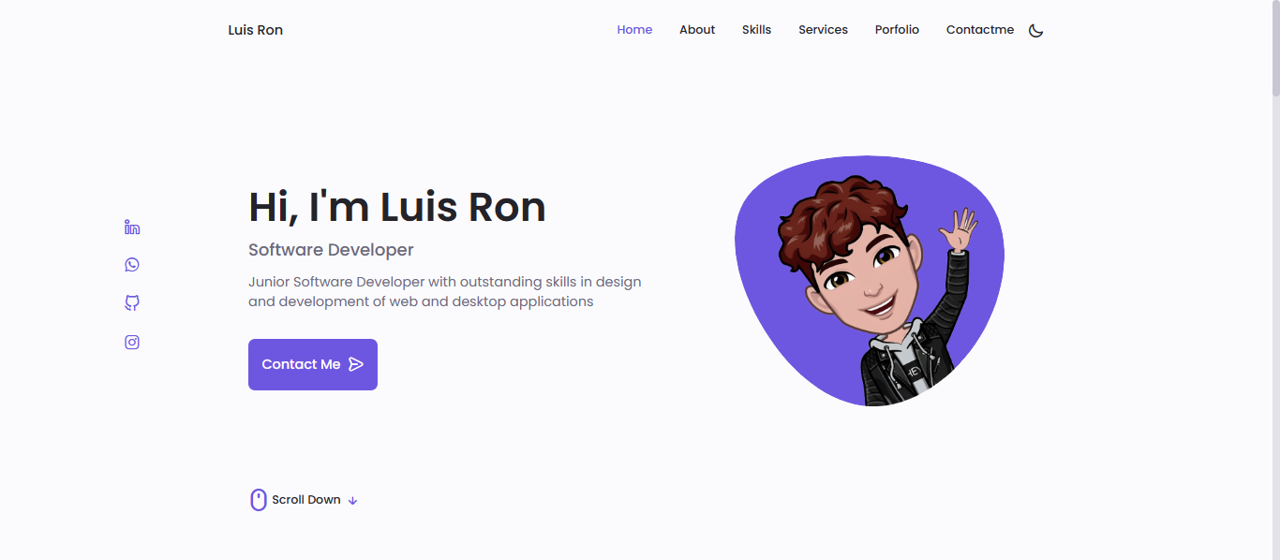 Luis Ron
Home About Skills Services Porfolio Contactme
Hi, I'm Luis Ron
Software Developer
Junior Software Developer with outstanding skills in design
and development of web and desktop applications
Contact Me
Scroll Down